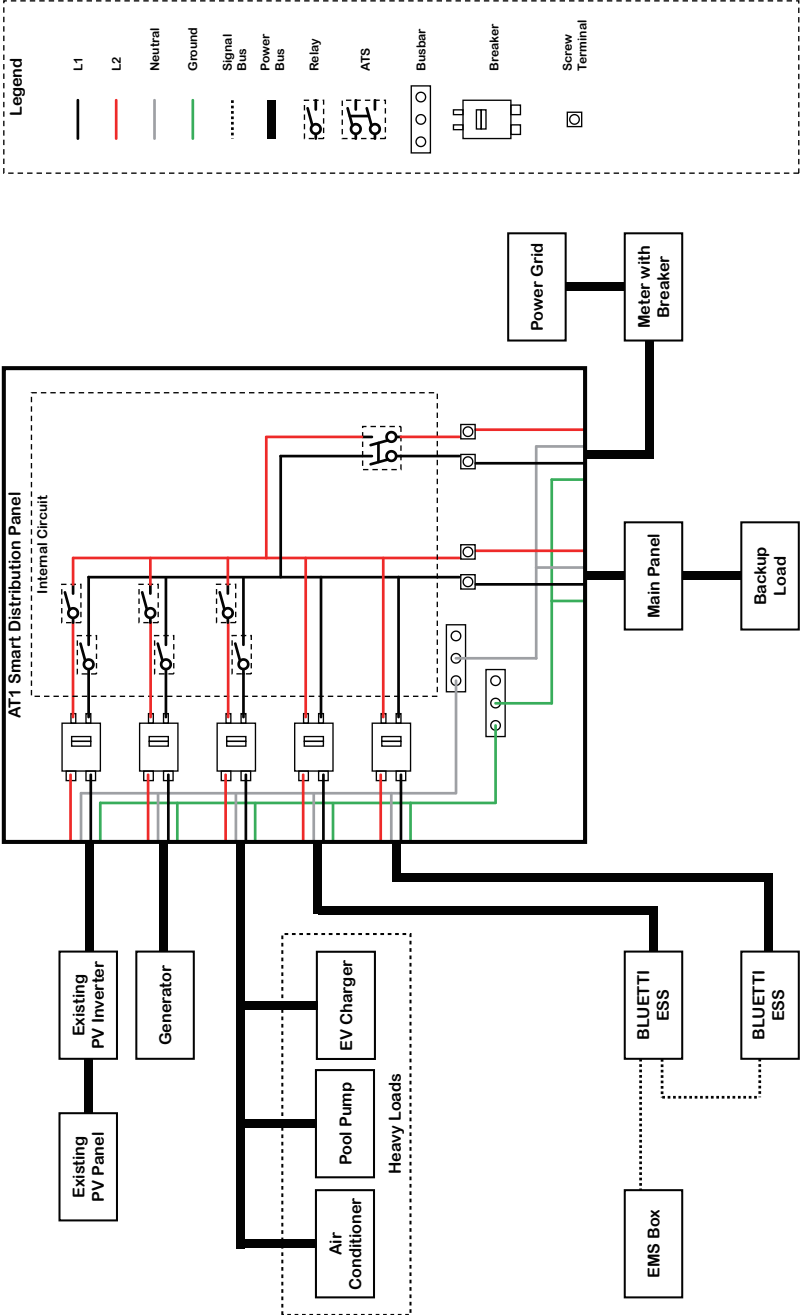 Legend
L1
L2
Neutral
Ground
Signal
Bus
Power
Bus
Relay
ATS
Busbar
Breaker
Screw
Terminal
AT1 Smart Distribution Panel
Internal Circuit
Power Grid
Meter with
Breaker
Main Panel
Backup
Load
Existing
PV Panel
Existing
PV Inverter
Generator
Air
Conditioner
Pool Pump
EV Charger
Heavy Loads
EMS Box
BLUETTI
ESS
BLUETTI
ESS